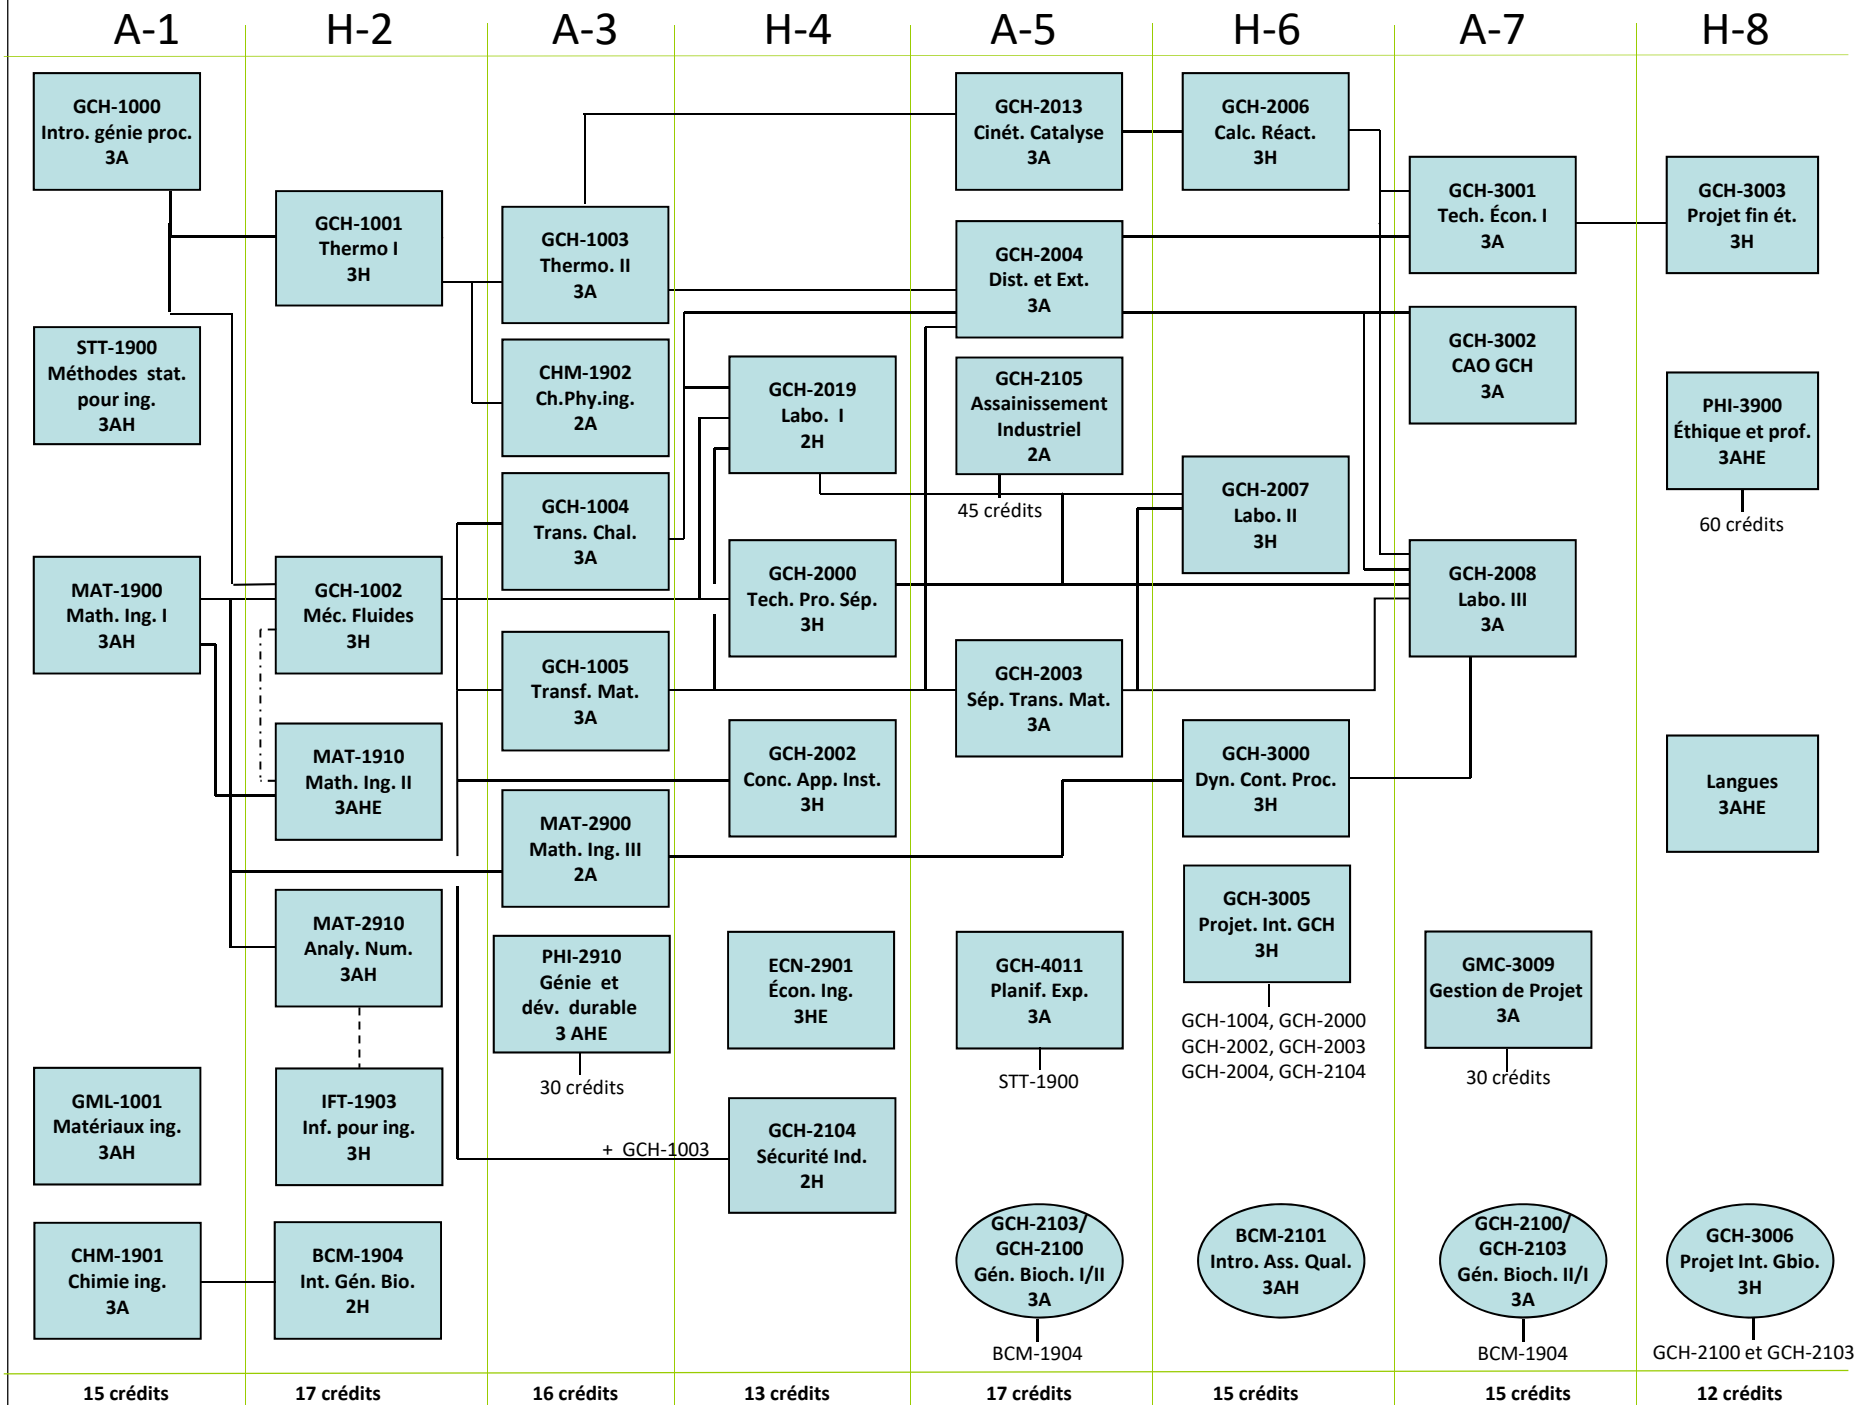 A-1
H-2
A-3
H-4
A-5
H-6
A-7
H-8
GCH-1000
Intro. génie proc.
3A
STT-1900
Méthodes stat.
pour ing.
3AH
MAT-1900
Math. Ing. I
3AH
GML-1001
Matériaux ing.
3AH
CHM-1901
Chimie ing.
3A
15 crédits
GCH-1001
Thermo I
3H
GCH-1002
Méc. Fluides
3H
MAT-1910
Math. Ing. II
3AHE
MAT-2910
Analy. Num.
3AH
IFT-1903
Inf. pour ing.
3H
BCM-1904
Int. Gén. Bio.
2H
17 crédits
GCH-1003
Thermo. II
3A
CHM-1902
Ch.Phy.ing.
2A
GCH-1004
Trans. Chal.
3A
GCH-1005
Transf. Mat.
3A
MAT-2900
Math. Ing. III
2A
PHI-2910
Génie et
dév. durable
3 AHE
30 crédits
16 crédits
GCH-2019
Labo. I
2H
GCH-2000
Tech. Pro. Sép.
3H
GCH-2002
Conc. App. Inst.
3H
ECN-2901
Écon. Ing.
3HE
+ GCH-1003
GCH-2104
Sécurité Ind.
2H
13 crédits
GCH-2013
Cinét. Catalyse
3A
GCH-2004
Dist. et Ext.
3A
GCH-2105
Assainissement
Industriel
2A
45 crédits
GCH-2003
Sép. Trans. Mat.
3A
GCH-4011
Planif. Exp.
3A
STT-1900
GCH-2103/
GCH-2100
Gén. Bioch. I/II
3A
BCM-1904
17 crédits
GCH-2006
Calc. Réact.
3H
GCH-2007
Labo. II
3H
GCH-3000
Dyn. Cont. Proc.
3H
GCH-3005
Projet. Int. GCH
3H
GCH-1004, GCH-2000
GCH-2002, GCH-2003
GCH-2004, GCH-2104
BCM-2101
Intro. Ass. Qual.
3AH
15 crédits
GCH-3001
Tech. Écon. I
3A
GCH-3002
CAO GCH
3A
GCH-2008
Labo. III
3A
GMC-3009
Gestion de Projet
3A
30 crédits
GCH-2100/
GCH-2103
Gén. Bioch. II/I
3A
BCM-1904
15 crédits
GCH-3003
Projet fin ét.
3H
PHI-3900
Éthique et prof.
3AHE
60 crédits
Langues
3AHE
GCH-3006
Projet Int. Gbio.
3H
GCH-2100 et GCH-2103
12 crédits